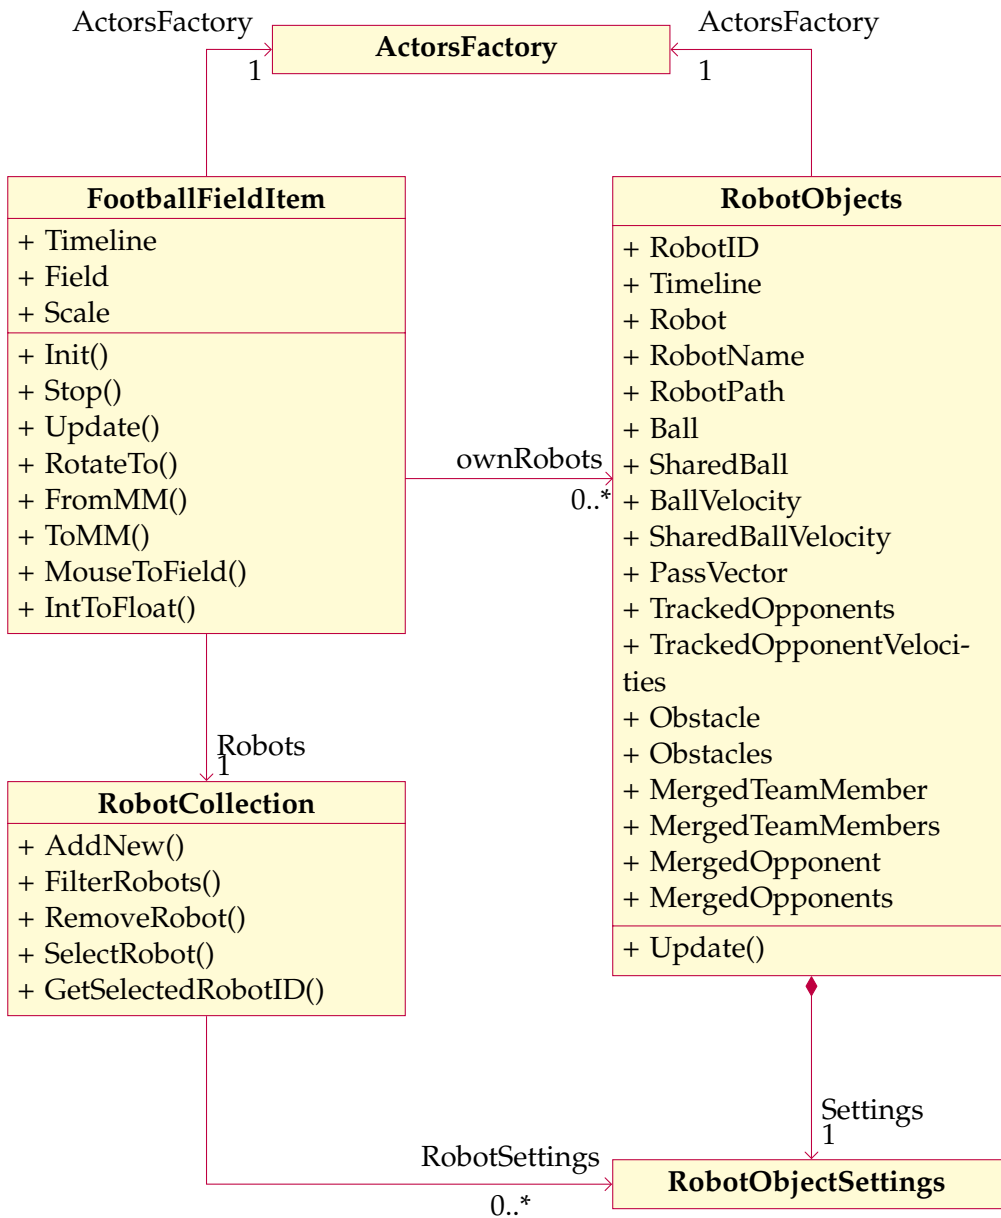 ActorsFactory
ActorsFactory
ActorsFactory
1
1
FootballFieldItem
+ Timeline
+ Field
+ Scale
+ Init()
+ Stop()
+ Update()
+ RotateTo()
+ FromMM()
+ ToMM()
+ MouseToField()
+ IntToFloat()
ownRobots
0..*
RobotObjects
+ RobotID
+ Timeline
+ Robot
+ RobotName
+ RobotPath
+ Ball
+ SharedBall
+ BallVelocity
+ SharedBallVelocity
+ PassVector
+ TrackedOpponents
+ TrackedOpponentVeloci-
ties
+ Obstacle
+ Obstacles
+ MergedTeamMember
+ MergedTeamMembers
+ MergedOpponent
+ MergedOpponents
+ Update()
Robots
1
RobotCollection
+ AddNew()
+ FilterRobots()
+ RemoveRobot()
+ SelectRobot()
+ GetSelectedRobotID()
Settings
1
RobotSettings
0..*
RobotObjectSettings